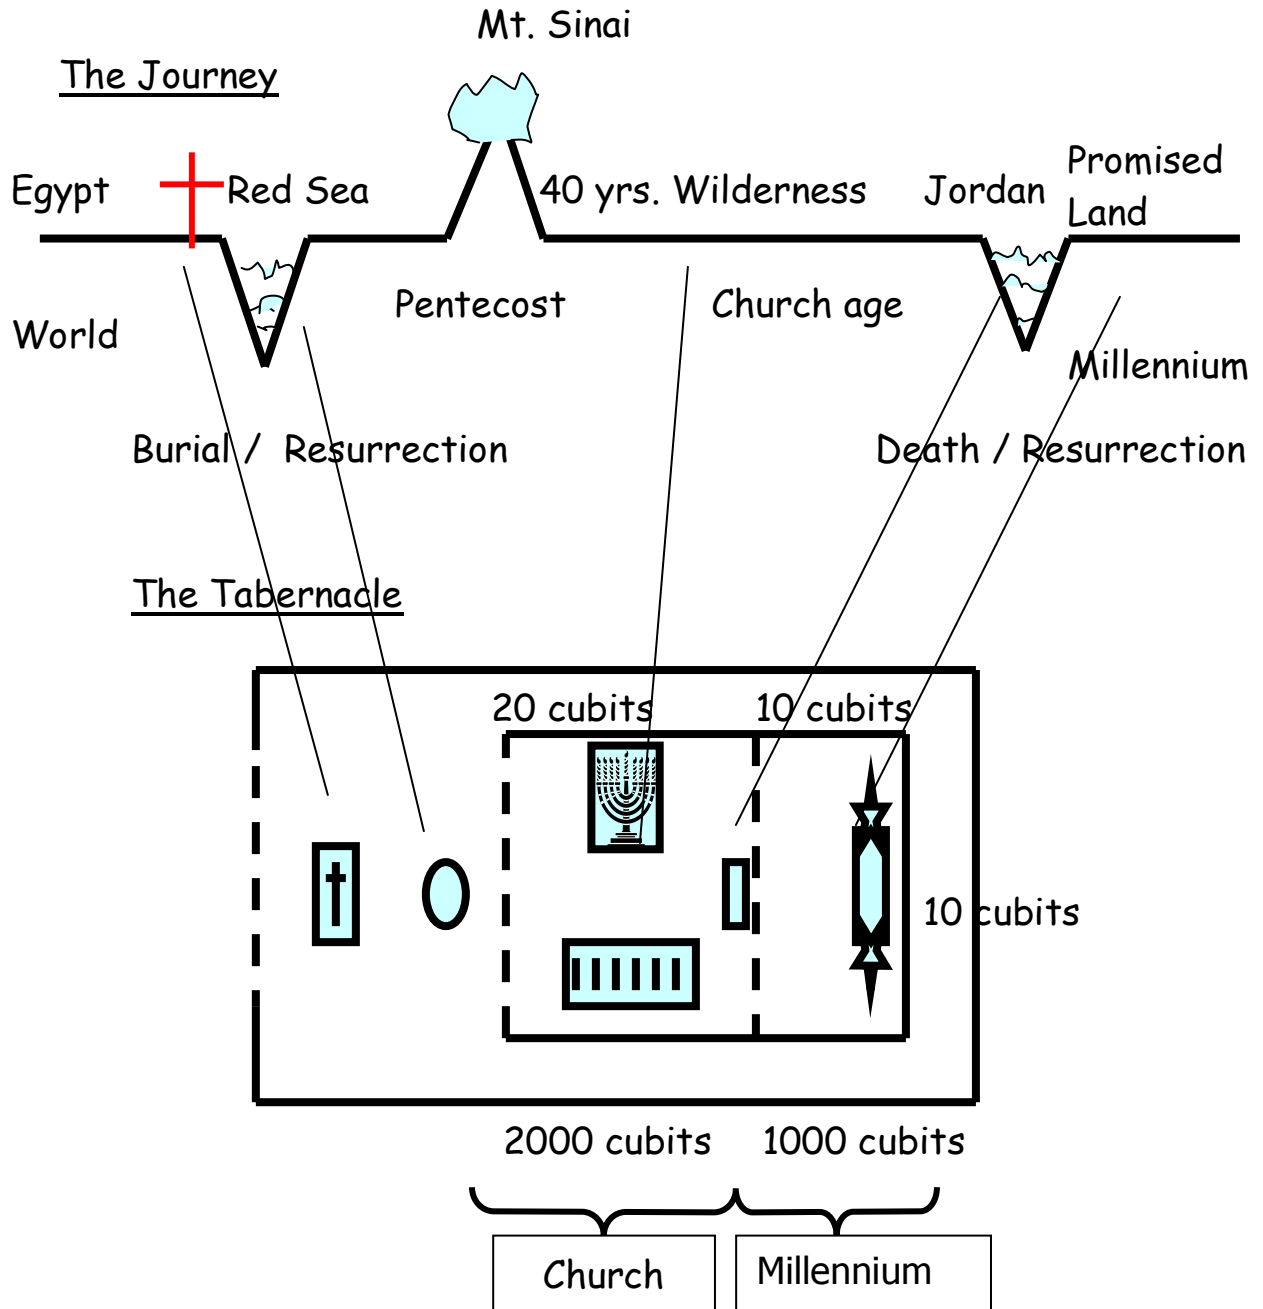 Mt. Sinai
The Journey
Egypt
Red Sea
40 yrs. Wilderness
Jordan
Promised
Land
World
Pentecost
Church age
Millennium
Burial / Resurrection
Death / Resurrection
The Tabernacle
20 cubits
10 cubits
10 cubits
2000 cubits
1000 cubits
Church
Millennium